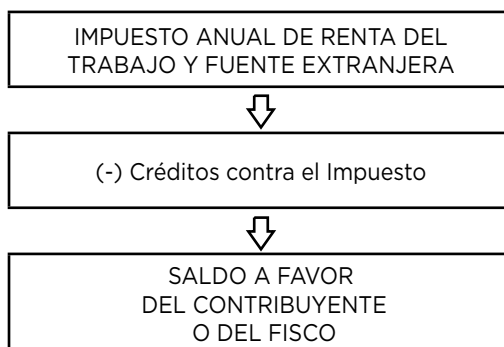 IMPUESTO ANUAL DE RENTA DEL
TRABAJO Y FUENTE EXTRANJERA
(-) Créditos contra el Impuesto
SALDO A FAVOR
DEL CONTRIBUYENTE
O DEL FISCO